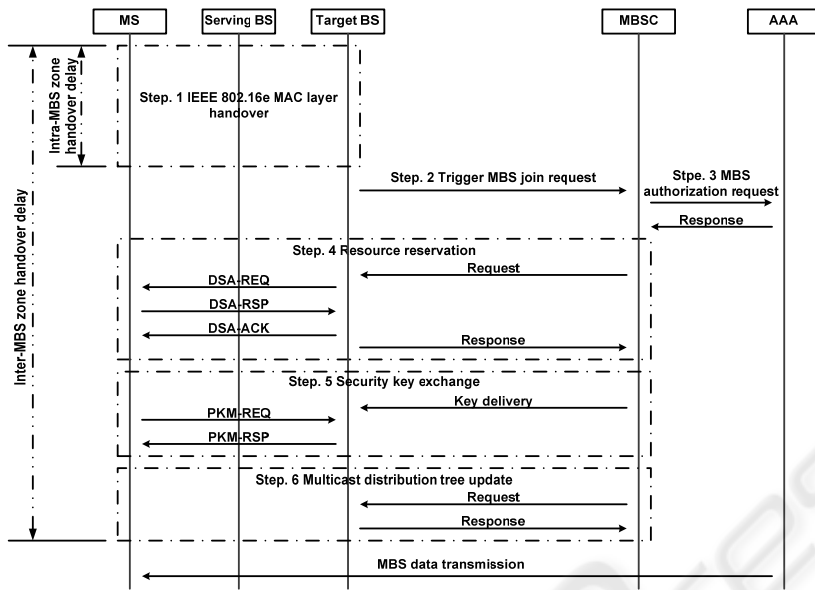 MS
Serving BS
Target BS
MBSC
AAA
Intra-MBS zone
handover delay
Inter-MBS zone handover delay
Step. 1 IEEE 802.16e MAC layer
handover
Step. 2 Trigger MBS join request
Stpe. 3 MBS
authorization request
Response
Step. 4 Resource reservation
Request
DSA-REQ
DSA-RSP
DSA-ACK
Response
Step. 5 Security key exchange
Key delivery
PKM-REQ
PKM-RSP
Step. 6 Multicast distribution tree update
Request
Response
MBS data transmission